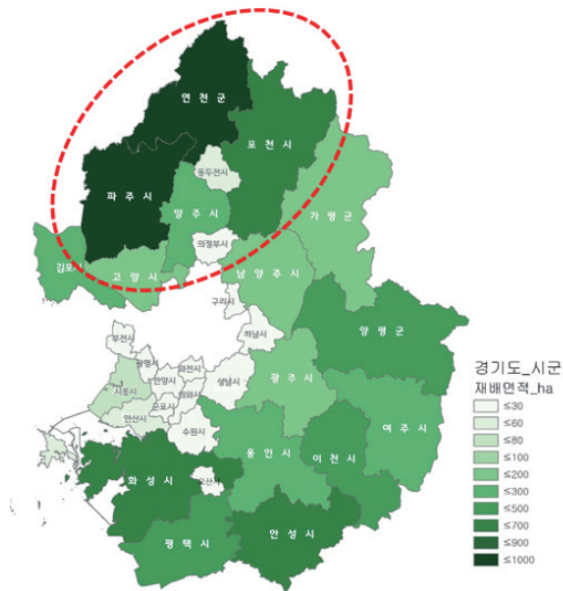 연 천 군
포 천 시
동두천시
파 주 시
양 주 시
가 평 군
의정부시
김포시
고 양 시
남 양 주 시
구리시
하남시
양 평 군
부천시
광명시
과천시
안양시
성남시
시흥시
의왕시
군포시
광 주 시
안산시
수원시
여 주 시
용 인 시
이 천 시
화 성 시
오산시
평 택 시
안 성 시
경기도_시군
재배면적_ha
≤30
≤60
≤80
≤100
≤200
≤300
≤500
≤700
≤900
≤1000